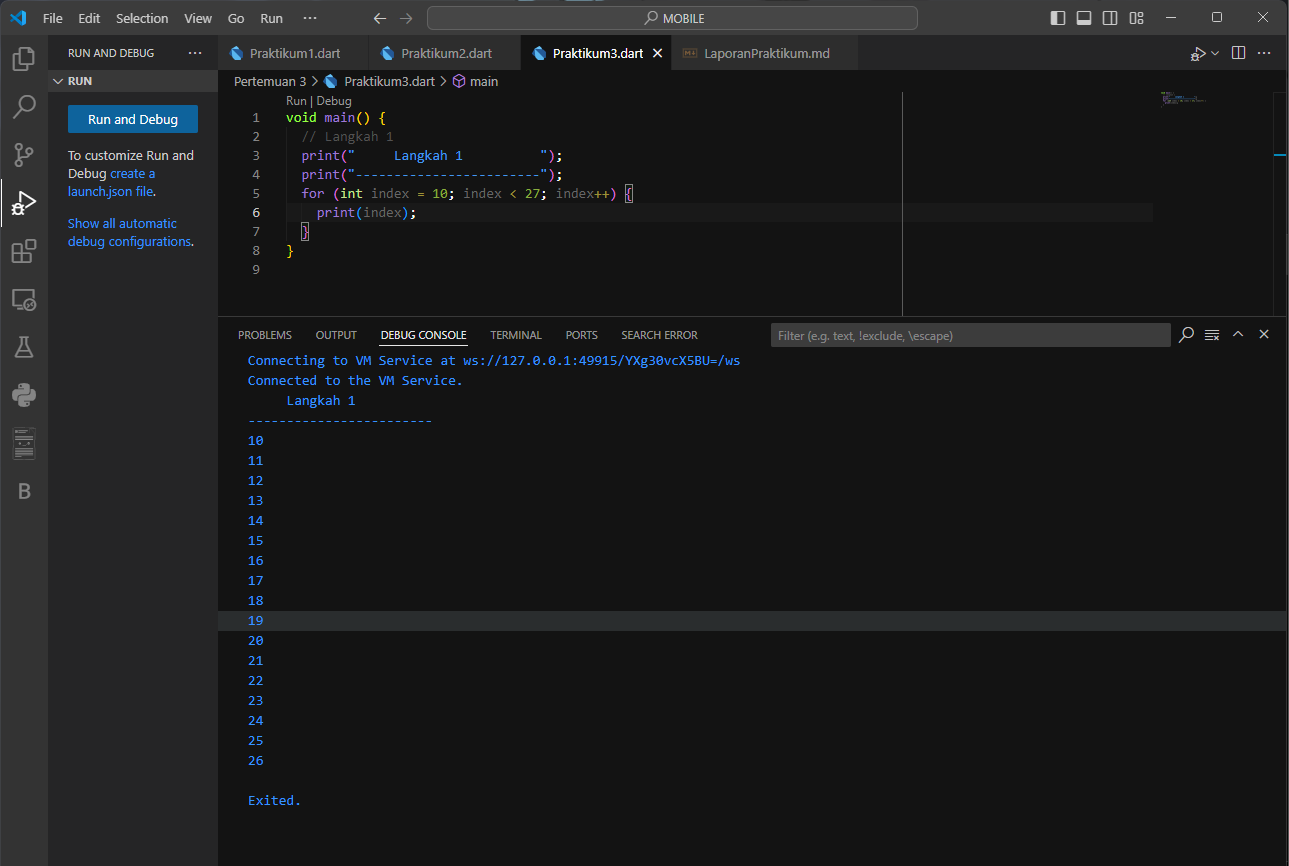 File Edit Selection View Go Run ··· ← → MOBILE
RUN AND DEBUG ···
RUN
Run and Debug
To customize Run and
Debug create a
launch.json file.
Show all automatic
debug configurations.
B
Praktikum1.dart Praktikum2.dart Praktikum3.dart LaporanPraktikum.md
Pertemuan 3 > Praktikum3.dart > main
Run | Debug
1 void main() {
2 // Langkah 1
3 print("     Langkah 1          ");
4 print("------------------------");
5 for (int index = 10; index < 27; index++) {
6 print(index);
7 }
8 }
9
PROBLEMS OUTPUT DEBUG CONSOLE TERMINAL PORTS SEARCH ERROR Filter (e.g. text, !exclude, \escape)
Connecting to VM Service at ws://127.0.0.1:49915/YXg30vcX5BU=/ws
Connected to the VM Service.
Langkah 1
------------------------
10
11
12
13
14
15
16
17
18
19
20
21
22
23
24
25
26
Exited.